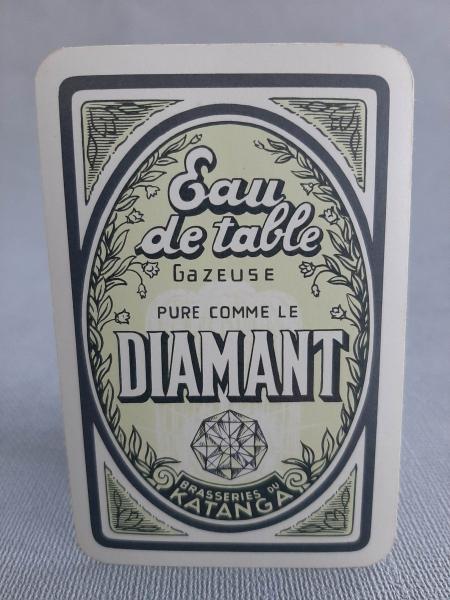 Eau
de table
GAZEUSE
PURE COMME LE
DIAMANT
BRASSERIES DU
KATANGA